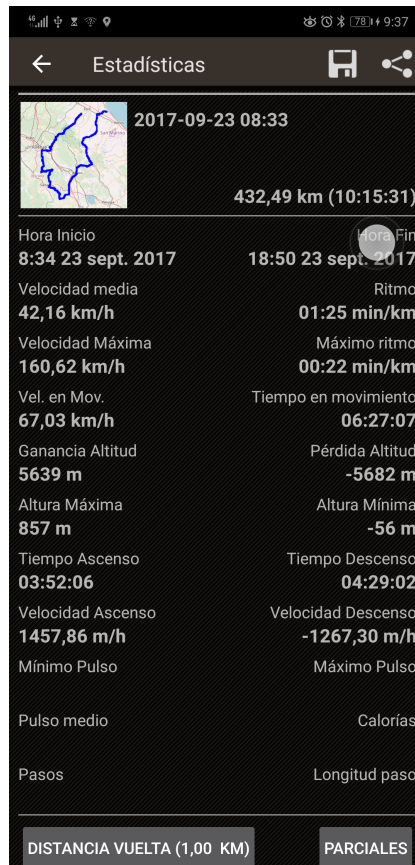 46 78 9:37
Estadísticas
2017-09-23 08:33
San Marino
432,49 km (10:15:31)
Hora Inicio Hora Fin
8:34 23 sept. 2017 18:50 23 sept. 2017
Velocidad media Ritmo
42,16 km/h 01:25 min/km
Velocidad Máxima Máximo ritmo
160,62 km/h 00:22 min/km
Vel. en Mov. Tiempo en movimiento
67,03 km/h 06:27:07
Ganancia Altitud Pérdida Altitud
5639 m -5682 m
Altura Máxima Altura Mínima
857 m -56 m
Tiempo Ascenso Tiempo Descenso
03:52:06 04:29:02
Velocidad Ascenso Velocidad Descenso
1457,86 m/h -1267,30 m/h
Mínimo Pulso Máximo Pulso
Pulso medio Calorías
Pasos Longitud paso
DISTANCIA VUELTA (1,00 KM) PARCIALES